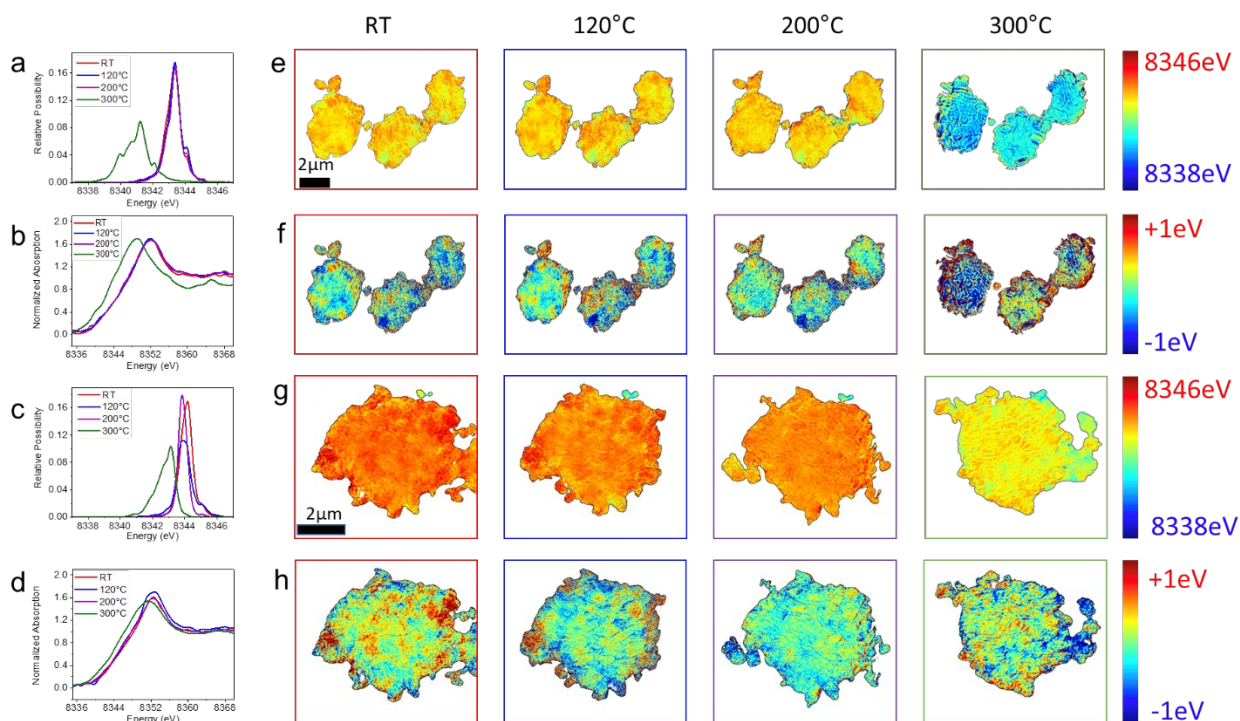 RT 120°C 200°C 300°C
a
0.16
0.12
0.08
0.04
0.00
Relative Possibility
RT
120℃
200℃
300℃
8338 8340 8342 8344 8346
Energy (eV)
e
2μm
8346eV
8338eV
b
2.0
1.6
1.2
0.8
0.4
0.0
Normalized Absorption
RT
120℃
200℃
300℃
8336 8344 8352 8360 8368
Energy (eV)
f
+1eV
-1eV
c
0.16
0.12
0.08
0.04
0.00
Relative Possibility
RT
120℃
200℃
300℃
8338 8340 8342 8344 8346
Energy (eV)
g
2μm
8346eV
8338eV
d
2.0
1.6
1.2
0.8
0.4
0.0
Normalized Absorption
RT
120℃
200℃
300℃
8336 8344 8352 8360 8368
Energy (eV)
h
+1eV
-1eV